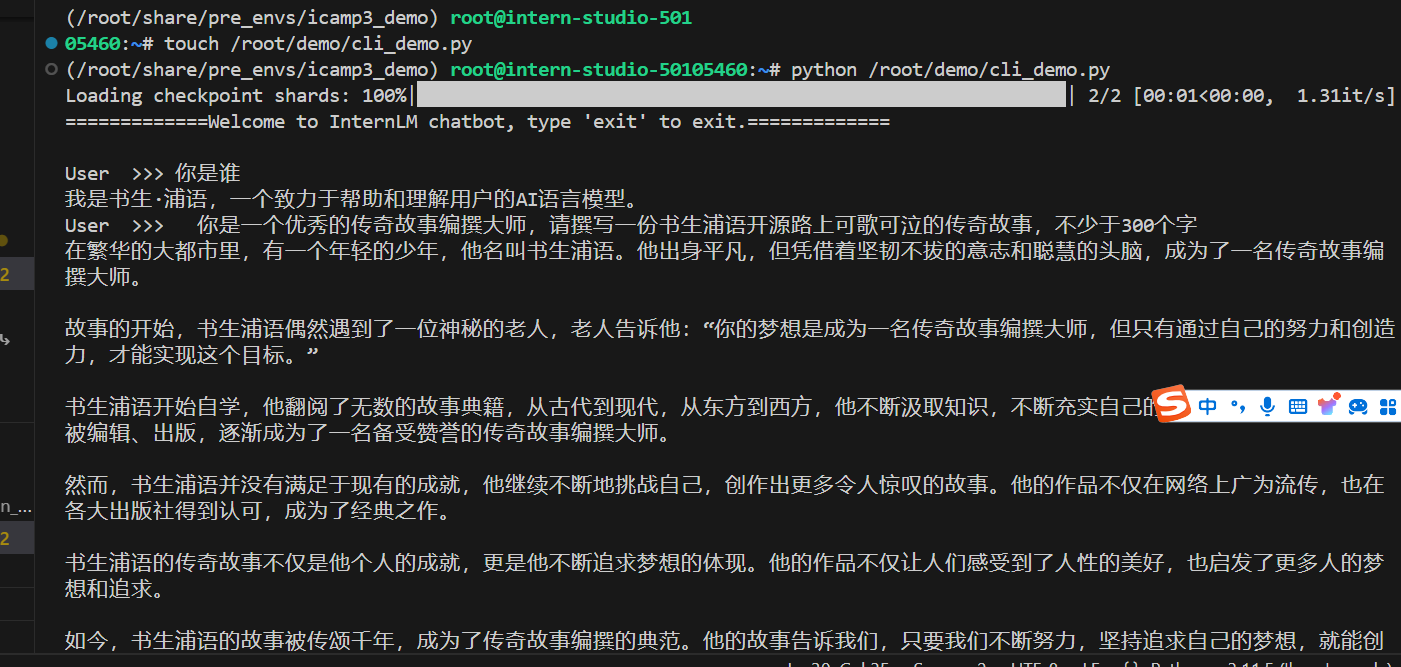 (/root/share/pre_envs/icamp3_demo) root@intern-studio-501
05460:~# touch /root/demo/cli_demo.py
(/root/share/pre_envs/icamp3_demo) root@intern-studio-50105460:~# python /root/demo/cli_demo.py
Loading checkpoint shards: 100%| | 2/2 [00:01<00:00,  1.31it/s]
=============Welcome to InternLM chatbot, type 'exit' to exit.=============
User  >>> 你是谁
我是书生·浦语，一个致力于帮助和理解用户的AI语言模型。
User  >>>   你是一个优秀的传奇故事编撰大师，请撰写一份书生浦语开源路上可歌可泣的传奇故事，不少于300个字
在繁华的大都市里，有一个年轻的少年，他名叫书生浦语。他出身平凡，但凭借着坚韧不拔的意志和聪慧的头脑，成为了一名传奇故事编
2
撰大师。
故事的开始，书生浦语偶然遇到了一位神秘的老人，老人告诉他：“你的梦想是成为一名传奇故事编撰大师，但只有通过自己的努力和创造
力，才能实现这个目标。”
书生浦语开始自学，他翻阅了无数的故事典籍，从古代到现代，从东方到西方，他不断汲取知识，不断充实自己的
S 中
被编辑、出版，逐渐成为了一名备受赞誉的传奇故事编撰大师。
然而，书生浦语并没有满足于现有的成就，他继续不断地挑战自己，创作出更多令人惊叹的故事。他的作品不仅在网络上广为流传，也在
n_...
各大出版社得到认可，成为了经典之作。
2
书生浦语的传奇故事不仅是他个人的成就，更是他不断追求梦想的体现。他的作品不仅让人们感受到了人性的美好，也启发了更多人的梦
想和追求。
如今，书生浦语的故事被传颂千年，成为了传奇故事编撰的典范。他的故事告诉我们，只要我们不断努力，坚持追求自己的梦想，就能创